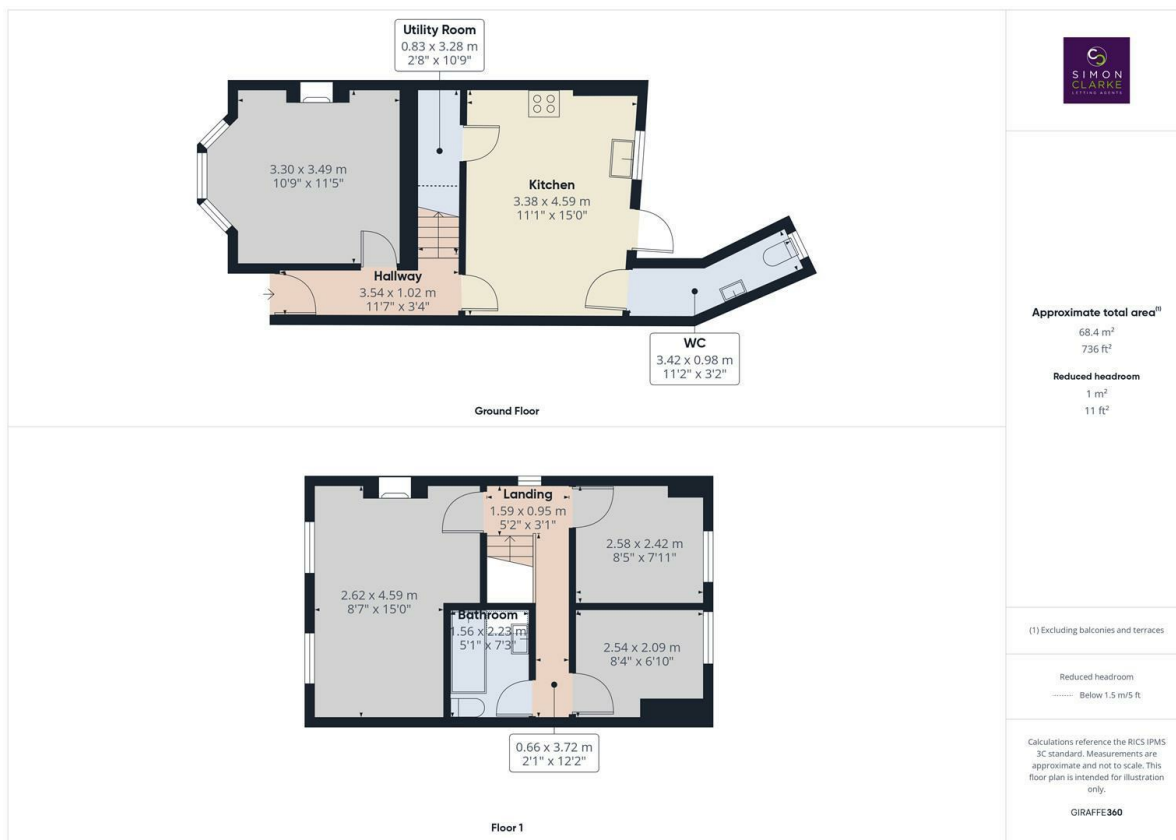 Utility Room
0.83 x 3.28 m
2'8" x 10'9"
3.30 x 3.49 m
10'9" x 11'5"
Kitchen
3.38 x 4.59 m
11'1" x 15'0"
Hallway
3.54 x 1.02 m
11'7" x 3'4"
WC
3.42 x 0.98 m
11'2" x 3'2"
Ground Floor
Landing
1.59 x 0.95 m
5'2" x 3'1"
2.58 x 2.42 m
8'5" x 7'11"
2.62 x 4.59 m
8'7" x 15'0"
Bathroom
1.56 x 2.23 m
5'1" x 7'3"
2.54 x 2.09 m
8'4" x 6'10"
0.66 x 3.72 m
2'1" x 12'2"
Floor 1
SIMON
CLARKE
LETTING AGENTS
Approximate total area(1)
68.4 m²
736 ft²
Reduced headroom
1 m²
11 ft²
(1) Excluding balconies and terraces
Reduced headroom
Below 1.5 m/5 ft
Calculations reference the RICS IPMS
3C standard. Measurements are
approximate and not to scale. This
floor plan is intended for illustration
only.
GIRAFFE360